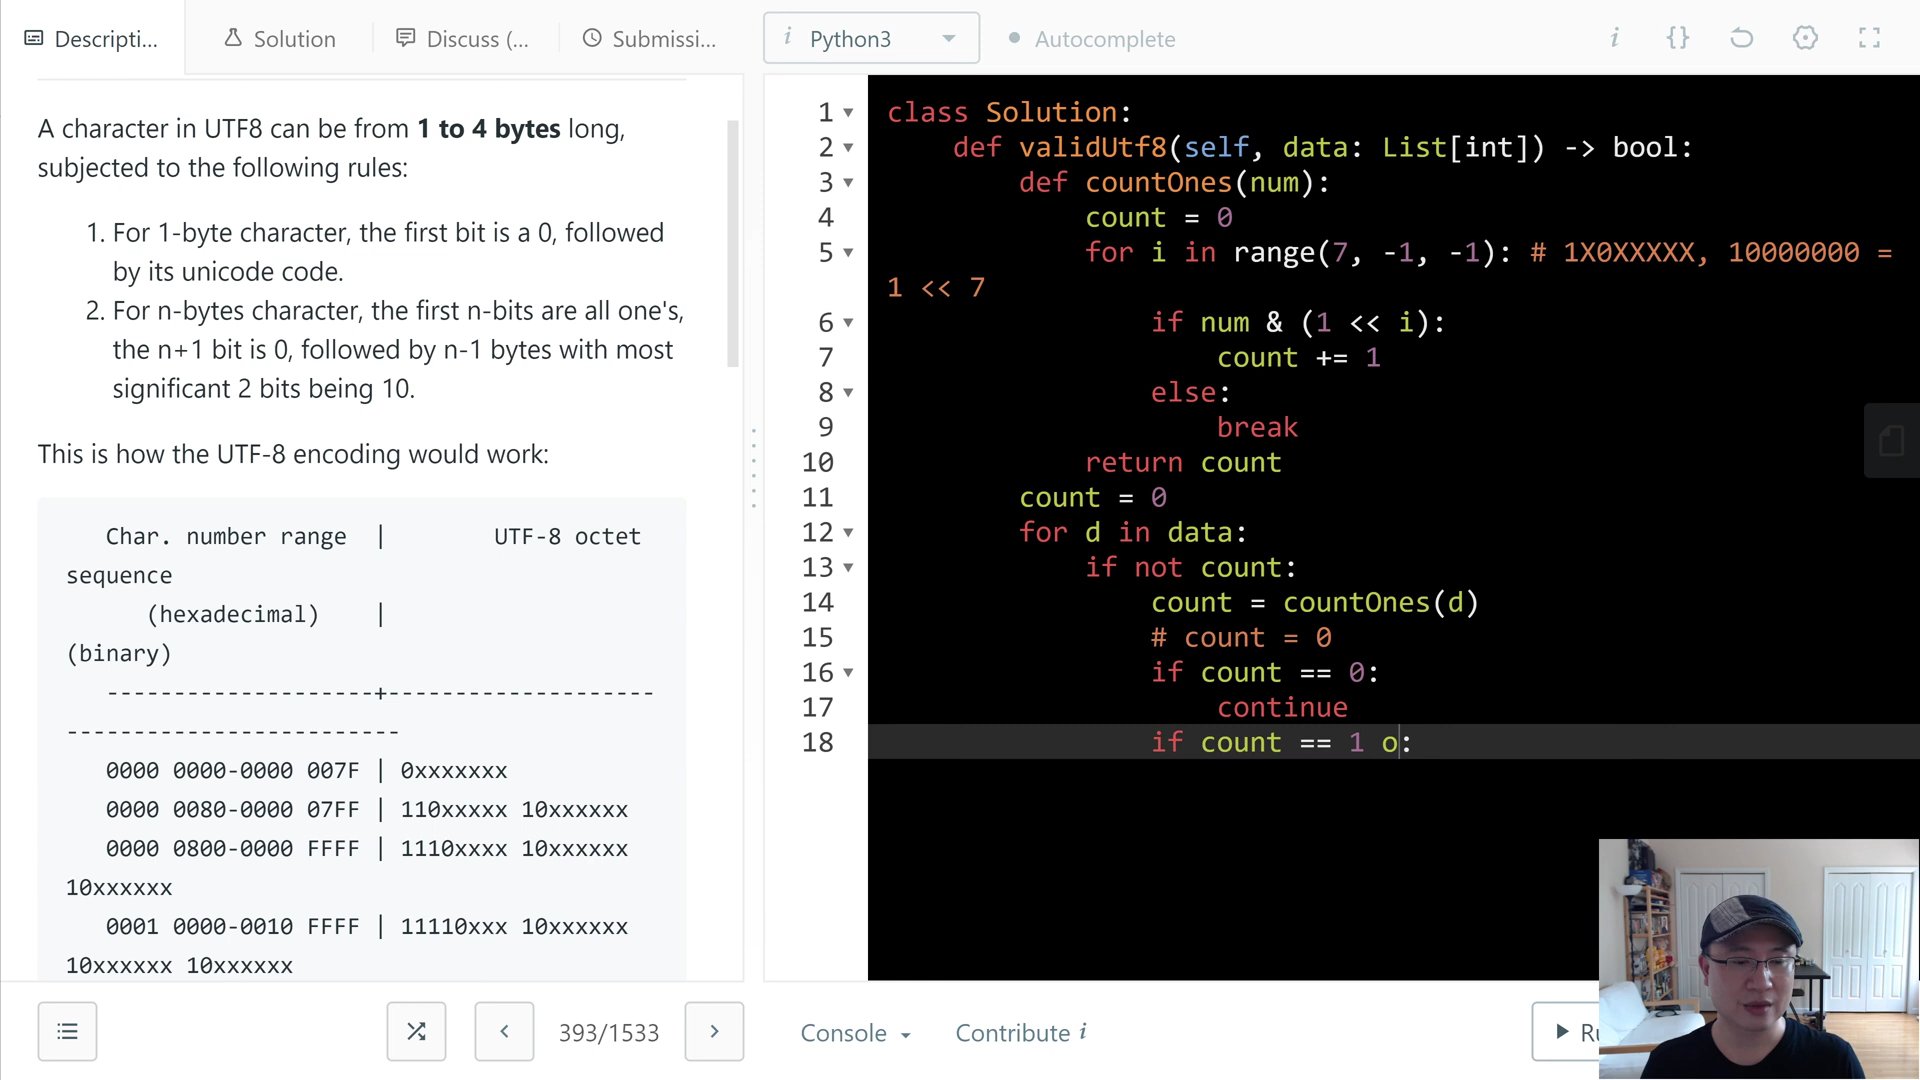 Descripti...
Solution
Discuss (...
Submissi...
i Python3
Autocomplete
i {}
A character in UTF8 can be from 1 to 4 bytes long,
subjected to the following rules:
1. For 1-byte character, the first bit is a 0, followed
by its unicode code.
2. For n-bytes character, the first n-bits are all one's,
the n+1 bit is 0, followed by n-1 bytes with most
significant 2 bits being 10.
This is how the UTF-8 encoding would work:
Char. number range | UTF-8 octet
sequence
(hexadecimal) |
(binary)
--------------------+--------------------
-------------------------
0000 0000-0000 007F | 0xxxxxxx
0000 0080-0000 07FF | 110xxxxx 10xxxxxx
0000 0800-0000 FFFF | 1110xxxx 10xxxxxx
10xxxxxx
0001 0000-0010 FFFF | 11110xxx 10xxxxxx
10xxxxxx 10xxxxxx
1 class Solution:
2 def validUtf8(self, data: List[int]) -> bool:
3 def countOnes(num):
4 count = 0
5 for i in range(7, -1, -1): # 1X0XXXXX, 10000000 =
1 << 7
6 if num & (1 << i):
7 count += 1
8 else:
9 break
10 return count
11 count = 0
12 for d in data:
13 if not count:
14 count = countOnes(d)
15 # count = 0
16 if count == 0:
17 continue
18 if count == 1 o:
393/1533
Console
Contribute i
Ru